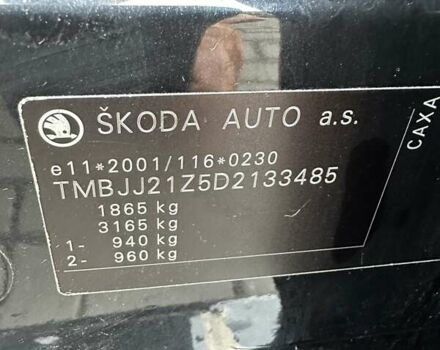 ŠKODA AUTO a.s.
e11*2001/116*0230
TMBJJ21Z5D2133485
1865 kg
3165 kg
1- 940 kg
2- 960 kg
CAXA